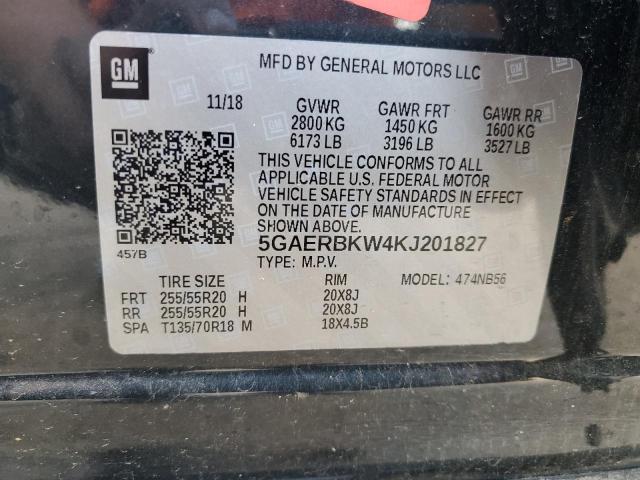 GM
MFD BY GENERAL MOTORS LLC
11/18 GVWR GAWR FRT GAWR RR
2800 KG 1450 KG 1600 KG
6173 LB 3196 LB 3527 LB
THIS VEHICLE CONFORMS TO ALL
APPLICABLE U.S. FEDERAL MOTOR
VEHICLE SAFETY STANDARDS IN EFFECT
ON THE DATE OF MANUFACTURE
SHOWN ABOVE.
457B 5GAERBKW4KJ201827
TYPE: M.P.V. MODEL: 474NB56
TIRE SIZE RIM
FRT 255/55R20 H 20X8J
RR 255/55R20 H 20X8J
SPA T135/70R18 M 18X4.5B